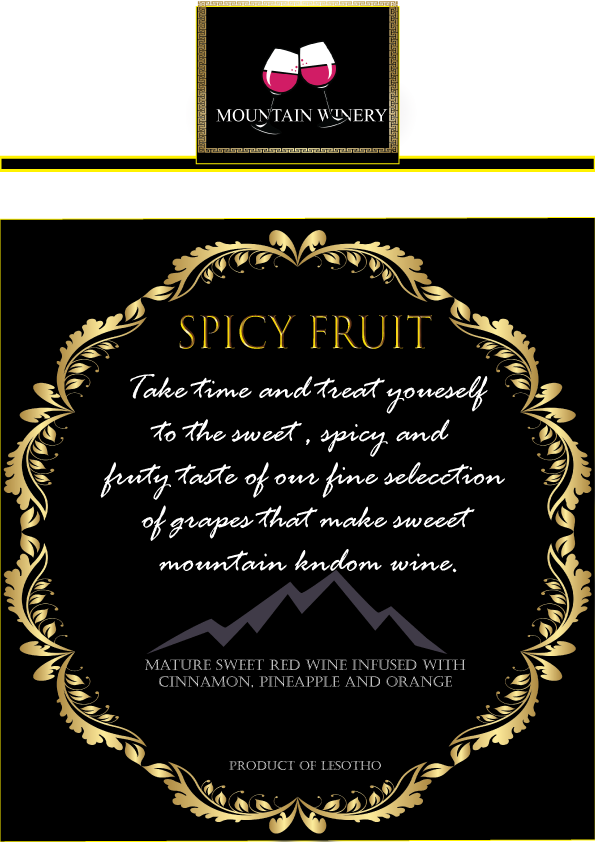 MOUNTAIN WINERY
SPICY FRUIT
Take time and treat youeself
to the sweet , spicy and
fruty taste of our fine selecction
of grapes that make sweeet
mountain kndom wine.
MATURE SWEET RED WINE INFUSED WITH
CINNAMON, PINEAPPLE AND ORANGE
PRODUCT OF LESOTHO